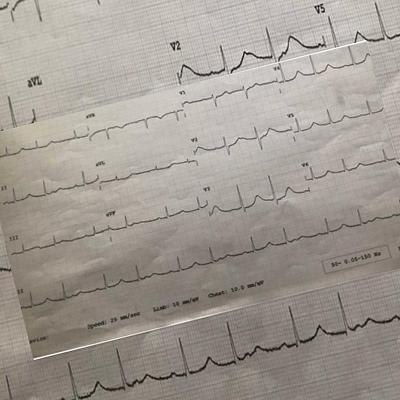 V5
V2
aVL
aVR
V1
V4
II
aVL
V2
V5
III
aVF
V3
V6
II
Speed: 25 mm/sec Limb: 10 mm/mV Chest: 10.0 mm/mV
50~ 0.05-150 Hz